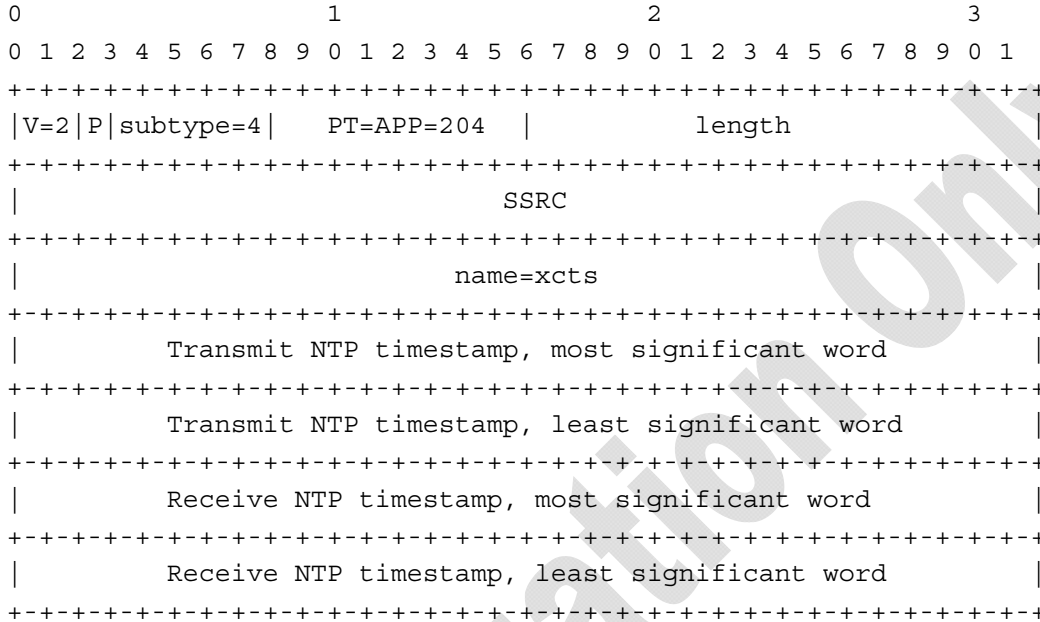 0                   1                   2                   3
0 1 2 3 4 5 6 7 8 9 0 1 2 3 4 5 6 7 8 9 0 1 2 3 4 5 6 7 8 9 0 1
+-+-+-+-+-+-+-+-+-+-+-+-+-+-+-+-+-+-+-+-+-+-+-+-+-+-+-+-+-+-+-+-+
|V=2|P|subtype=4|   PT=APP=204  |          length               |
+-+-+-+-+-+-+-+-+-+-+-+-+-+-+-+-+-+-+-+-+-+-+-+-+-+-+-+-+-+-+-+-+
|                              SSRC                             |
+-+-+-+-+-+-+-+-+-+-+-+-+-+-+-+-+-+-+-+-+-+-+-+-+-+-+-+-+-+-+-+-+
|                           name=xcts                           |
+-+-+-+-+-+-+-+-+-+-+-+-+-+-+-+-+-+-+-+-+-+-+-+-+-+-+-+-+-+-+-+-+
|         Transmit NTP timestamp, most significant word         |
+-+-+-+-+-+-+-+-+-+-+-+-+-+-+-+-+-+-+-+-+-+-+-+-+-+-+-+-+-+-+-+-+
|         Transmit NTP timestamp, least significant word        |
+-+-+-+-+-+-+-+-+-+-+-+-+-+-+-+-+-+-+-+-+-+-+-+-+-+-+-+-+-+-+-+-+
|         Receive NTP timestamp, most significant word          |
+-+-+-+-+-+-+-+-+-+-+-+-+-+-+-+-+-+-+-+-+-+-+-+-+-+-+-+-+-+-+-+-+
|         Receive NTP timestamp, least significant word         |
+-+-+-+-+-+-+-+-+-+-+-+-+-+-+-+-+-+-+-+-+-+-+-+-+-+-+-+-+-+-+-+-+